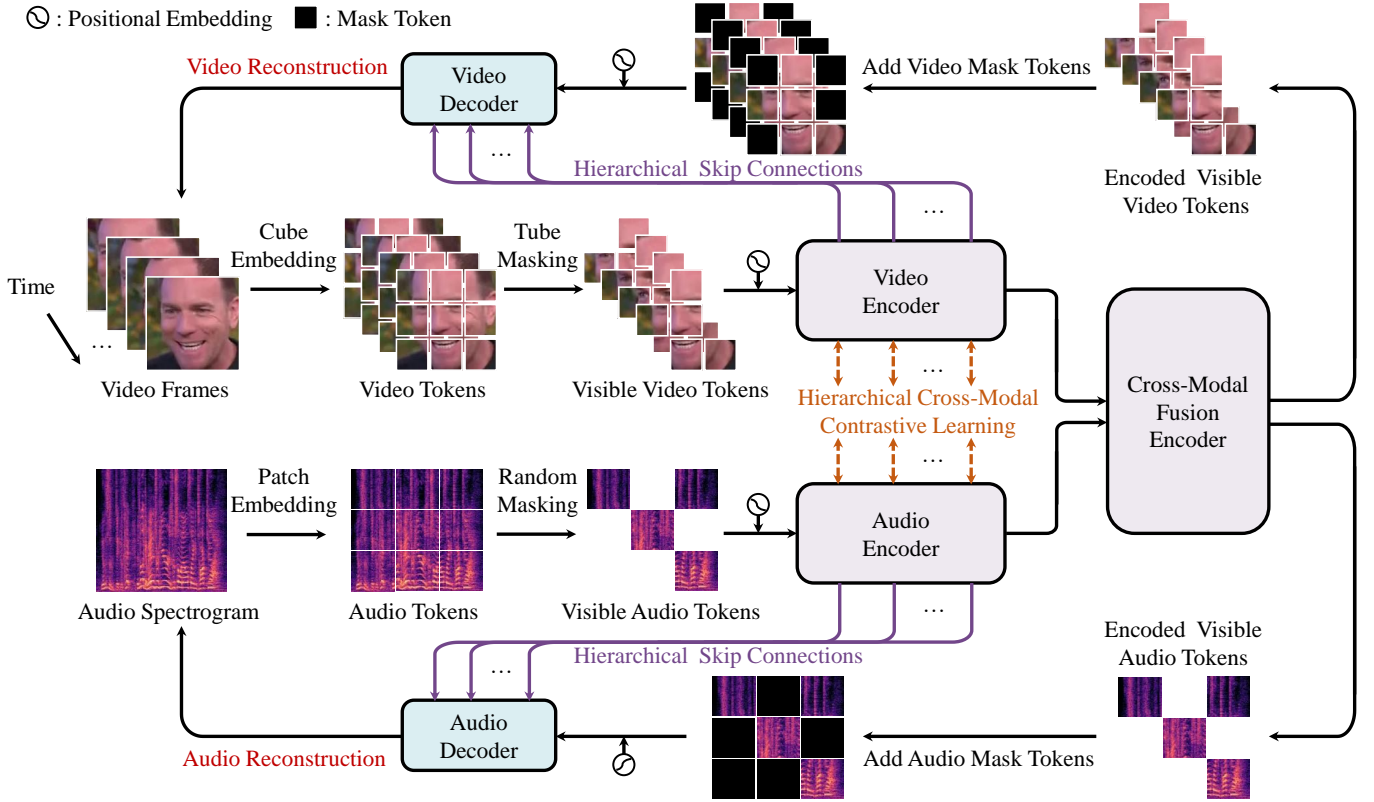 : Positional Embedding
: Mask Token
Video Reconstruction
Video
Decoder
Add Video Mask Tokens
...
Hierarchical Skip Connections
...
Encoded Visible
Video Tokens
Time
...
Video Frames
Cube
Embedding
Video Tokens
Tube
Masking
Visible Video Tokens
Video
Encoder
...
Hierarchical Cross-Modal
Contrastive Learning
...
Cross-Modal
Fusion
Encoder
Audio Spectrogram
Patch
Embedding
Audio Tokens
Random
Masking
Visible Audio Tokens
Audio
Encoder
...
Hierarchical Skip Connections
...
Encoded Visible
Audio Tokens
Audio Reconstruction
Audio
Decoder
Add Audio Mask Tokens